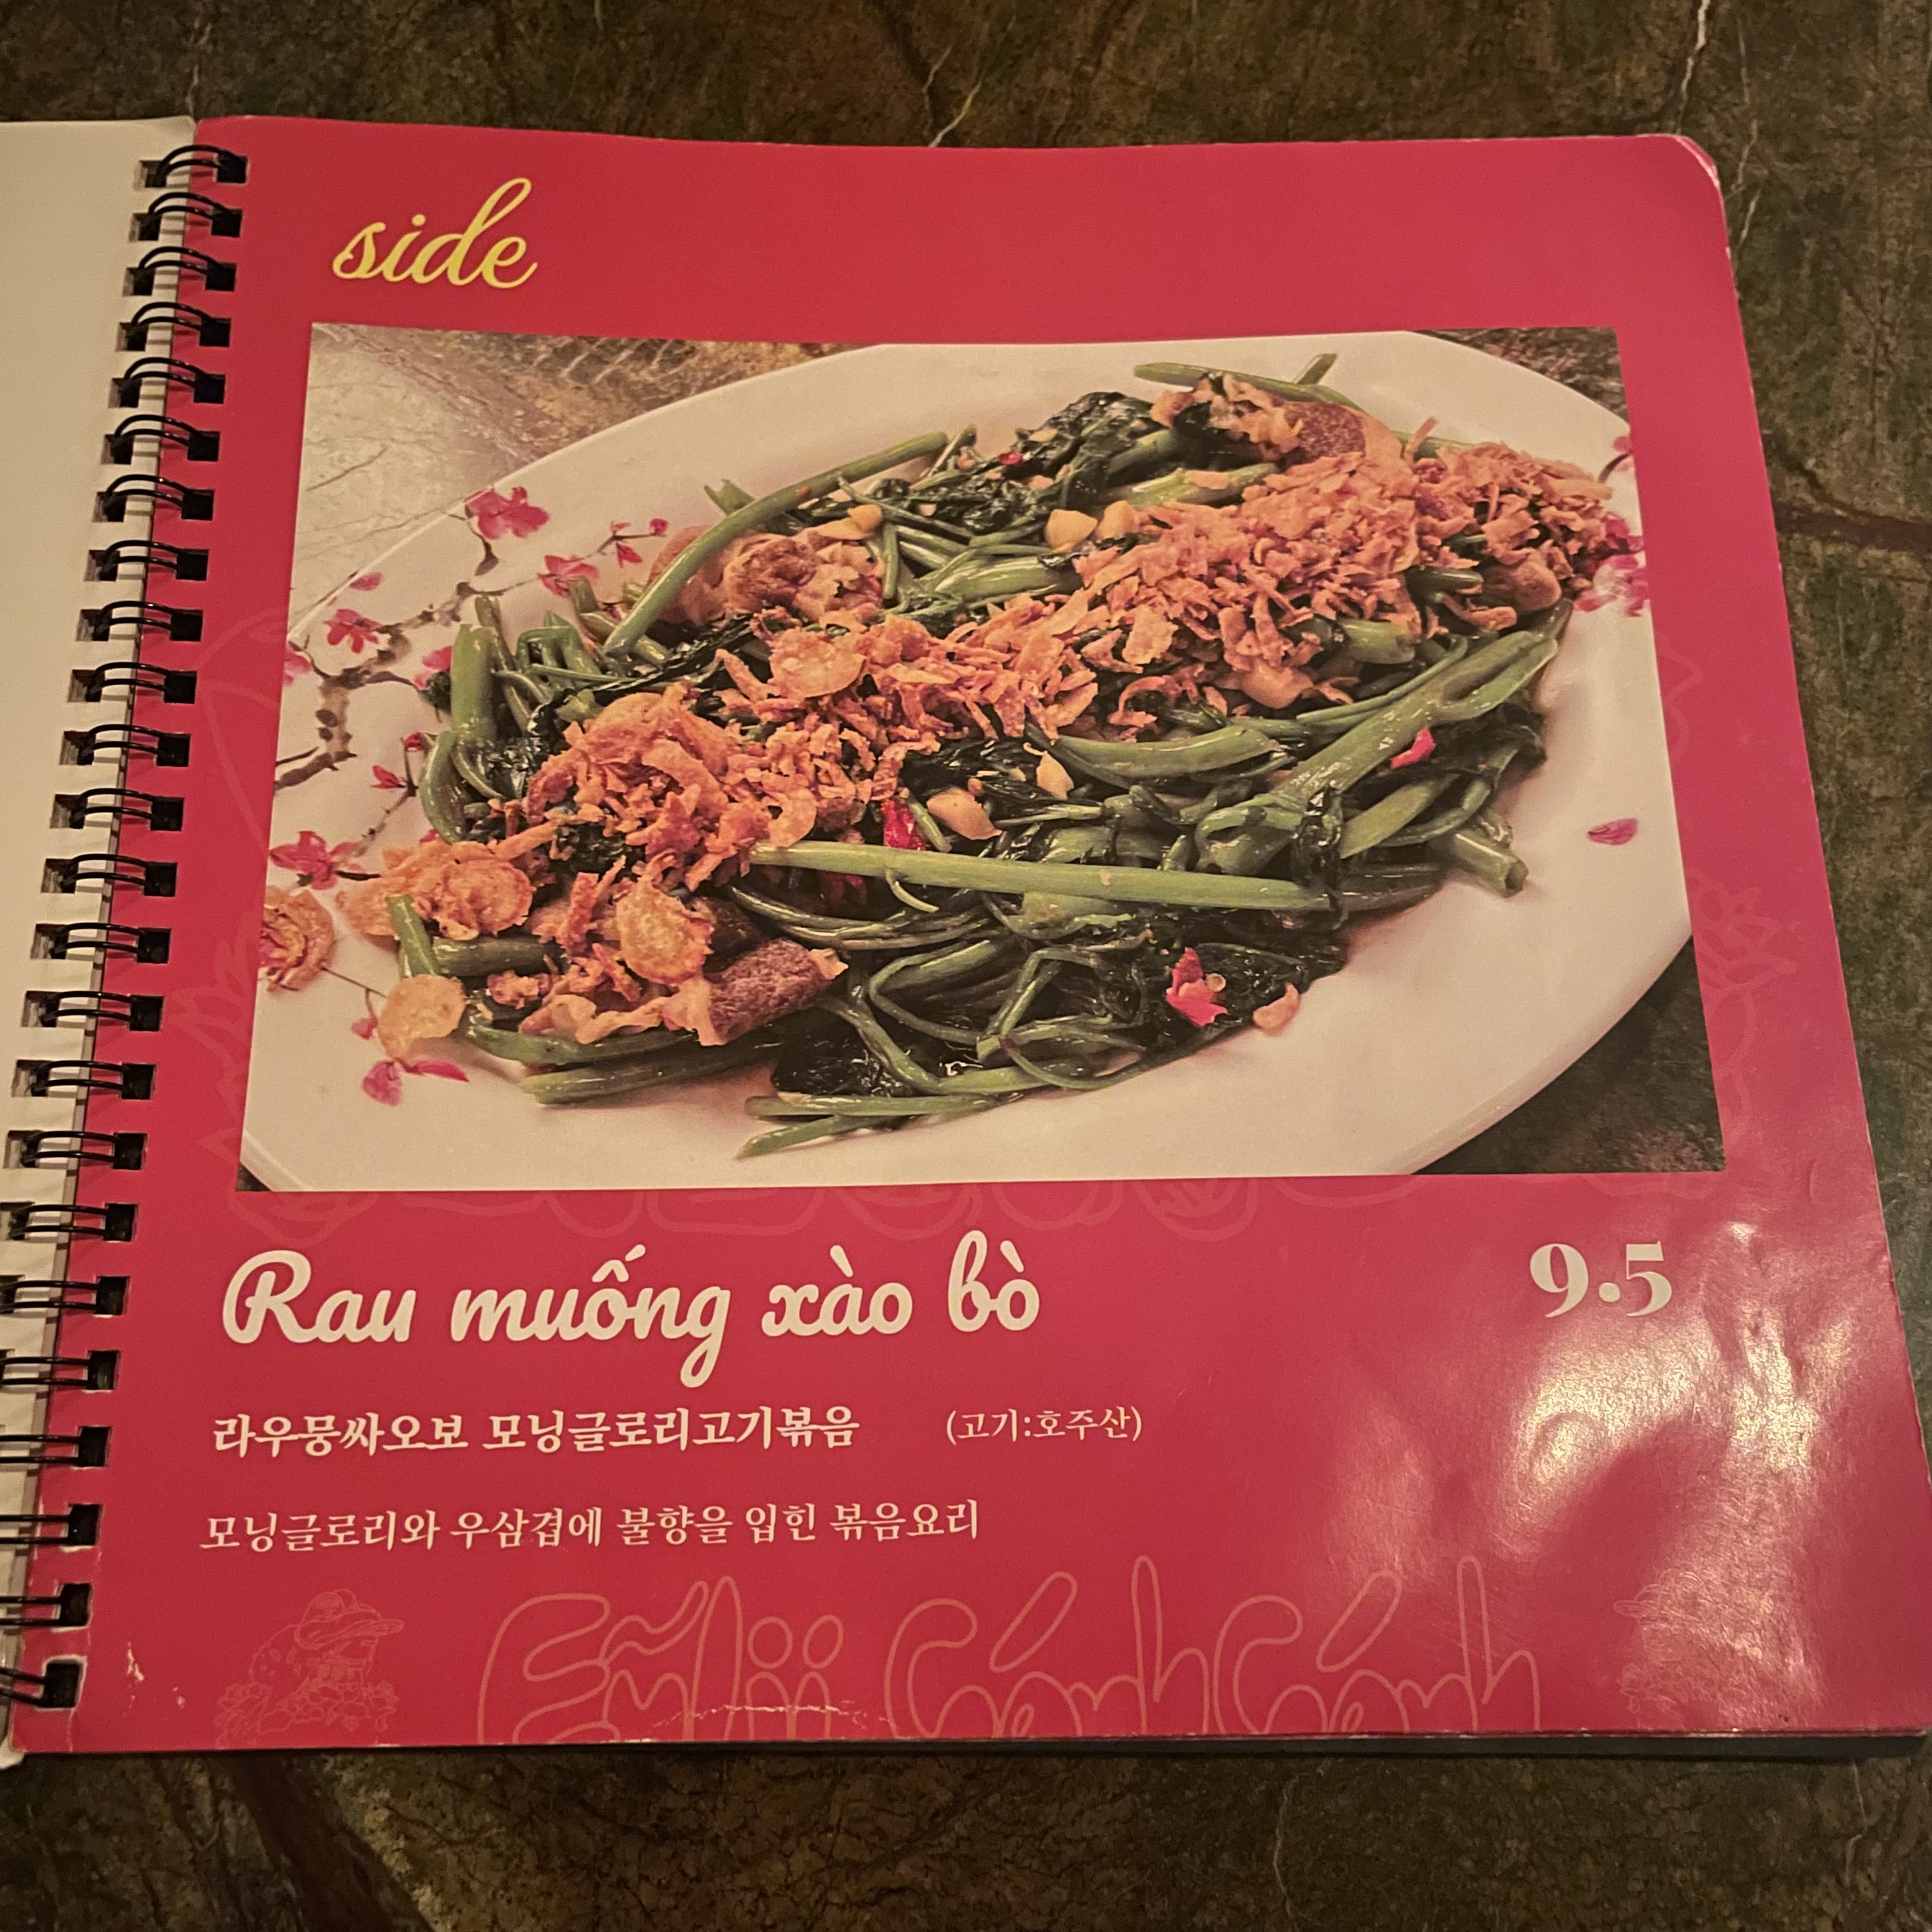 side
Rau muống xào bò
9.5
라우뭉싸오보 모닝글로리고기볶음 (고기:호주산)
모닝글로리와 우삼겹에 불향을 입힌 볶음요리